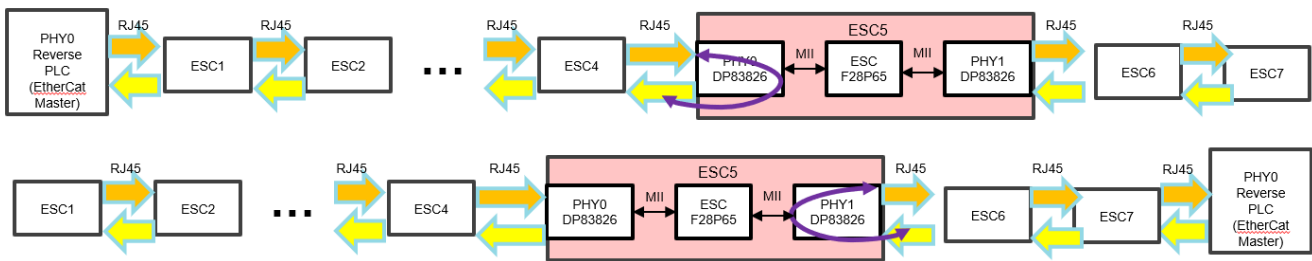 PHY0
Reverse
PLC
(EtherCat
Master)
RJ45
ESC1
RJ45
ESC2
...
RJ45
ESC4
RJ45
ESC5
PHY0
DP83826
MII
ESC
F28P65
MII
PHY1
DP83826
RJ45
ESC6
RJ45
ESC7
ESC1
RJ45
ESC2
...
RJ45
ESC4
RJ45
ESC5
PHY0
DP83826
MII
ESC
F28P65
MII
PHY1
DP83826
RJ45
ESC6
RJ45
ESC7
RJ45
PHY0
Reverse
PLC
(EtherCat
Master)